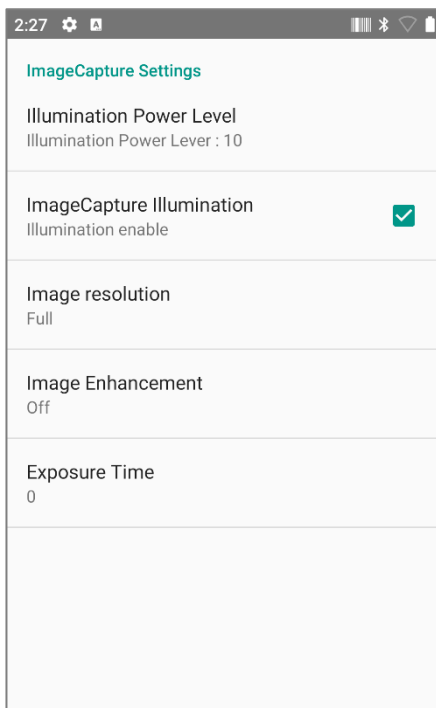 2:27
ImageCapture Settings
Illumination Power Level
Illumination Power Lever : 10
ImageCapture Illumination
Illumination enable
Image resolution
Full
Image Enhancement
Off
Exposure Time
0